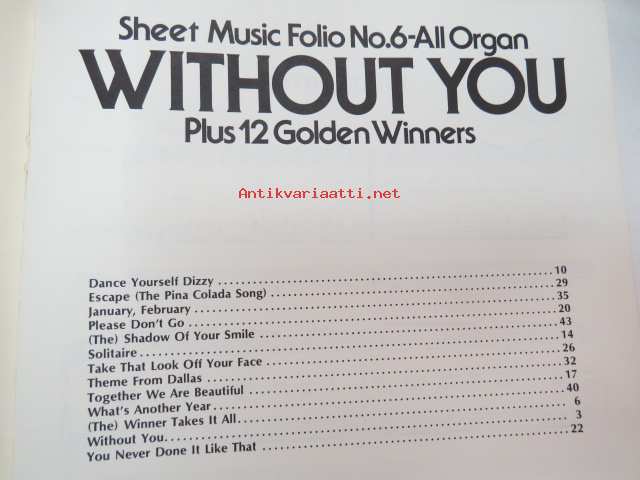 Sheet Music Folio No.6-All Organ
WITHOUT YOU
Plus 12 Golden Winners
Antikvariaatti.net
Dance Yourself Dizzy 10
Escape (The Pina Colada Song) 29
January, February 35
Please Don't Go 20
(The) Shadow Of Your Smile 43
Solitaire 14
Take That Look Off Your Face 26
Theme From Dallas 32
Together We Are Beautiful 17
What's Another Year 40
(The) Winner Takes It All 6
Without You 3
You Never Done It Like That 22